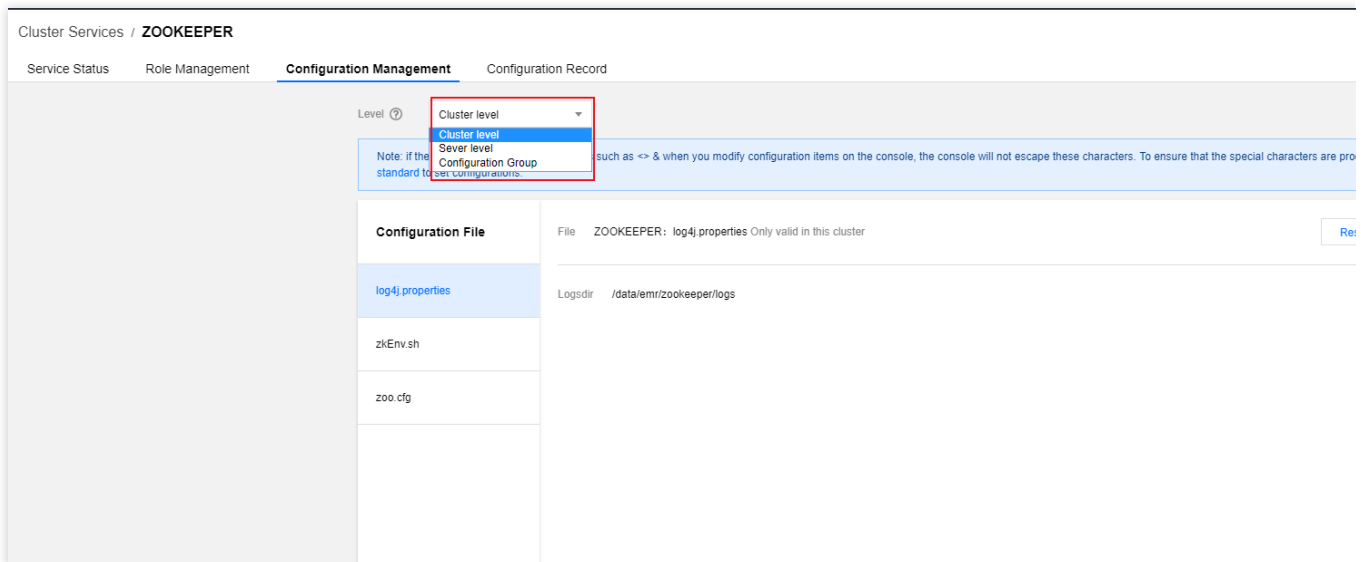 Cluster Services / ZOOKEEPER
Service Status Role Management Configuration Management Configuration Record
Level ? Cluster level
Cluster level
Sever level
Configuration Group
Note: if the such as <> & when you modify configuration items on the console, the console will not escape these characters. To ensure that the special characters are pro
standard to set configurations.
Configuration File
File ZOOKEEPER: log4j.properties Only valid in this cluster
Res
log4j.properties
Logsdir /data/emr/zookeeper/logs
zkEnv.sh
zoo.cfg